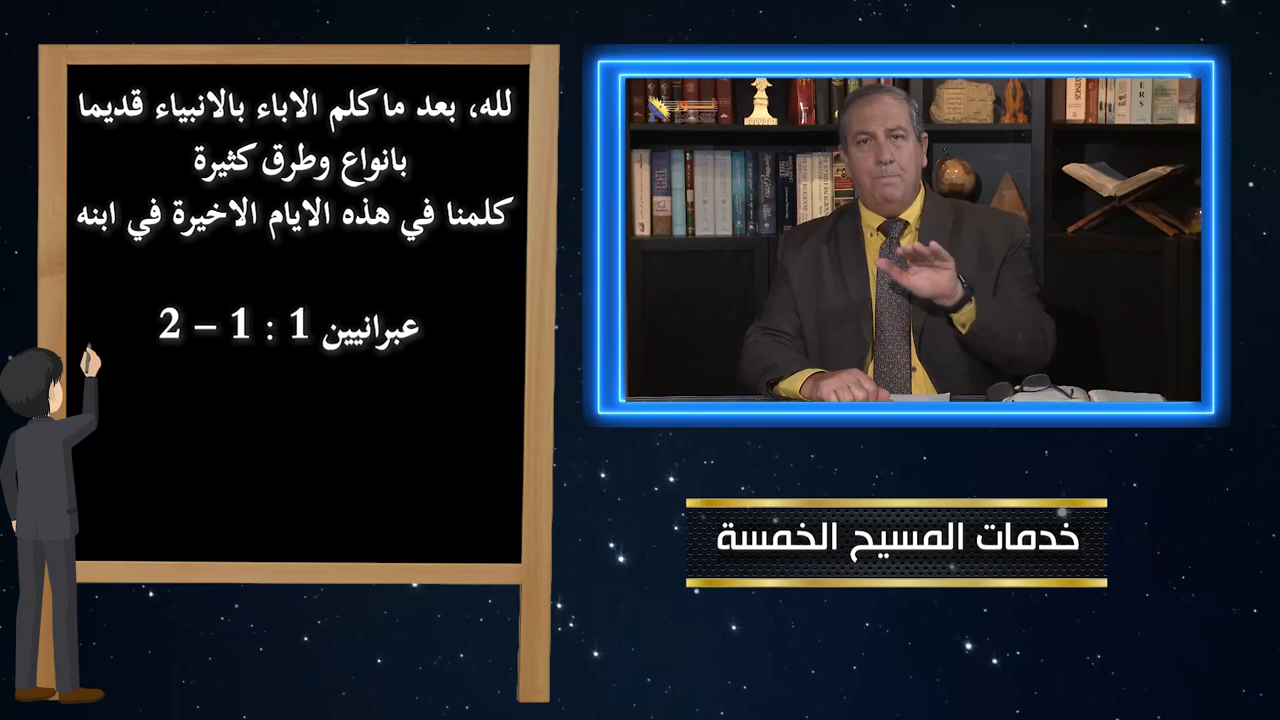 لله، بعد ما كلم الاباء بالانبياء قديما
بانواع وطرق كثيرة
كلمنا في هذه الايام الاخيرة في ابنه
عبرانيين 1 : 1 – 2
خدمات المسيح الخمسة